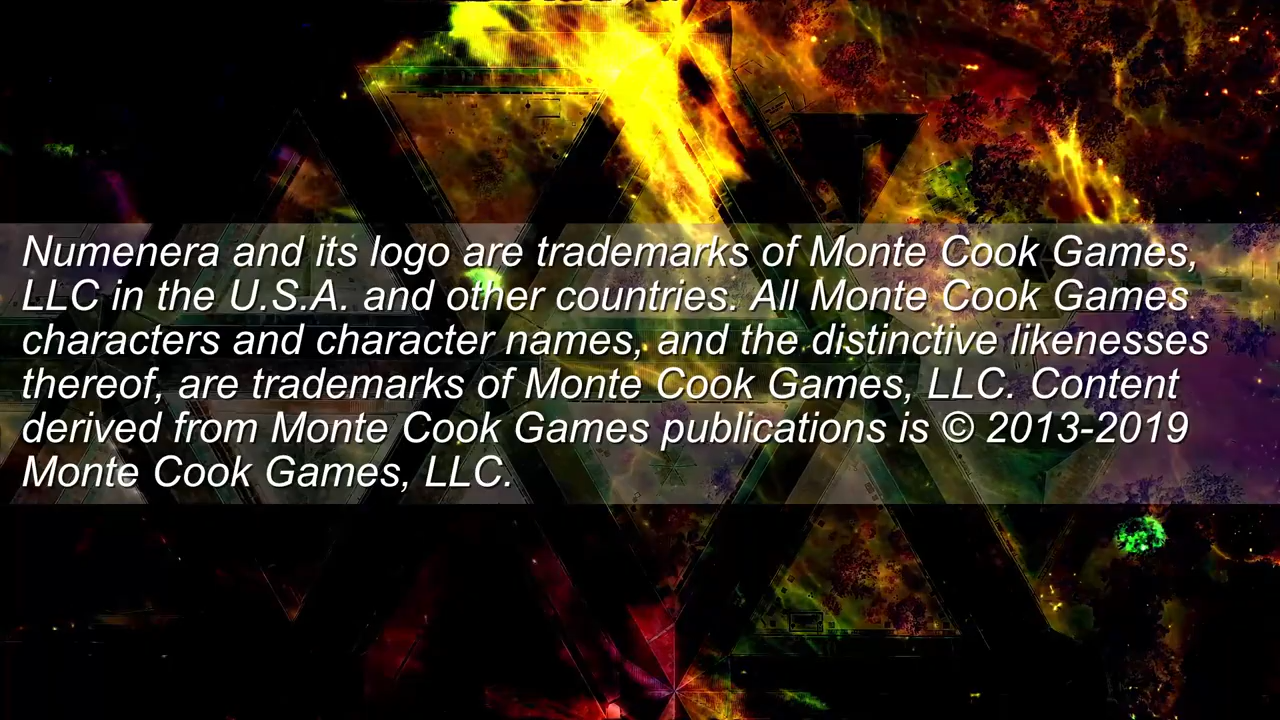 Numenera and its logo are trademarks of Monte Cook Games,
LLC in the U.S.A. and other countries. All Monte Cook Games
characters and character names, and the distinctive likenesses
thereof, are trademarks of Monte Cook Games, LLC. Content
derived from Monte Cook Games publications is © 2013-2019
Monte Cook Games, LLC.